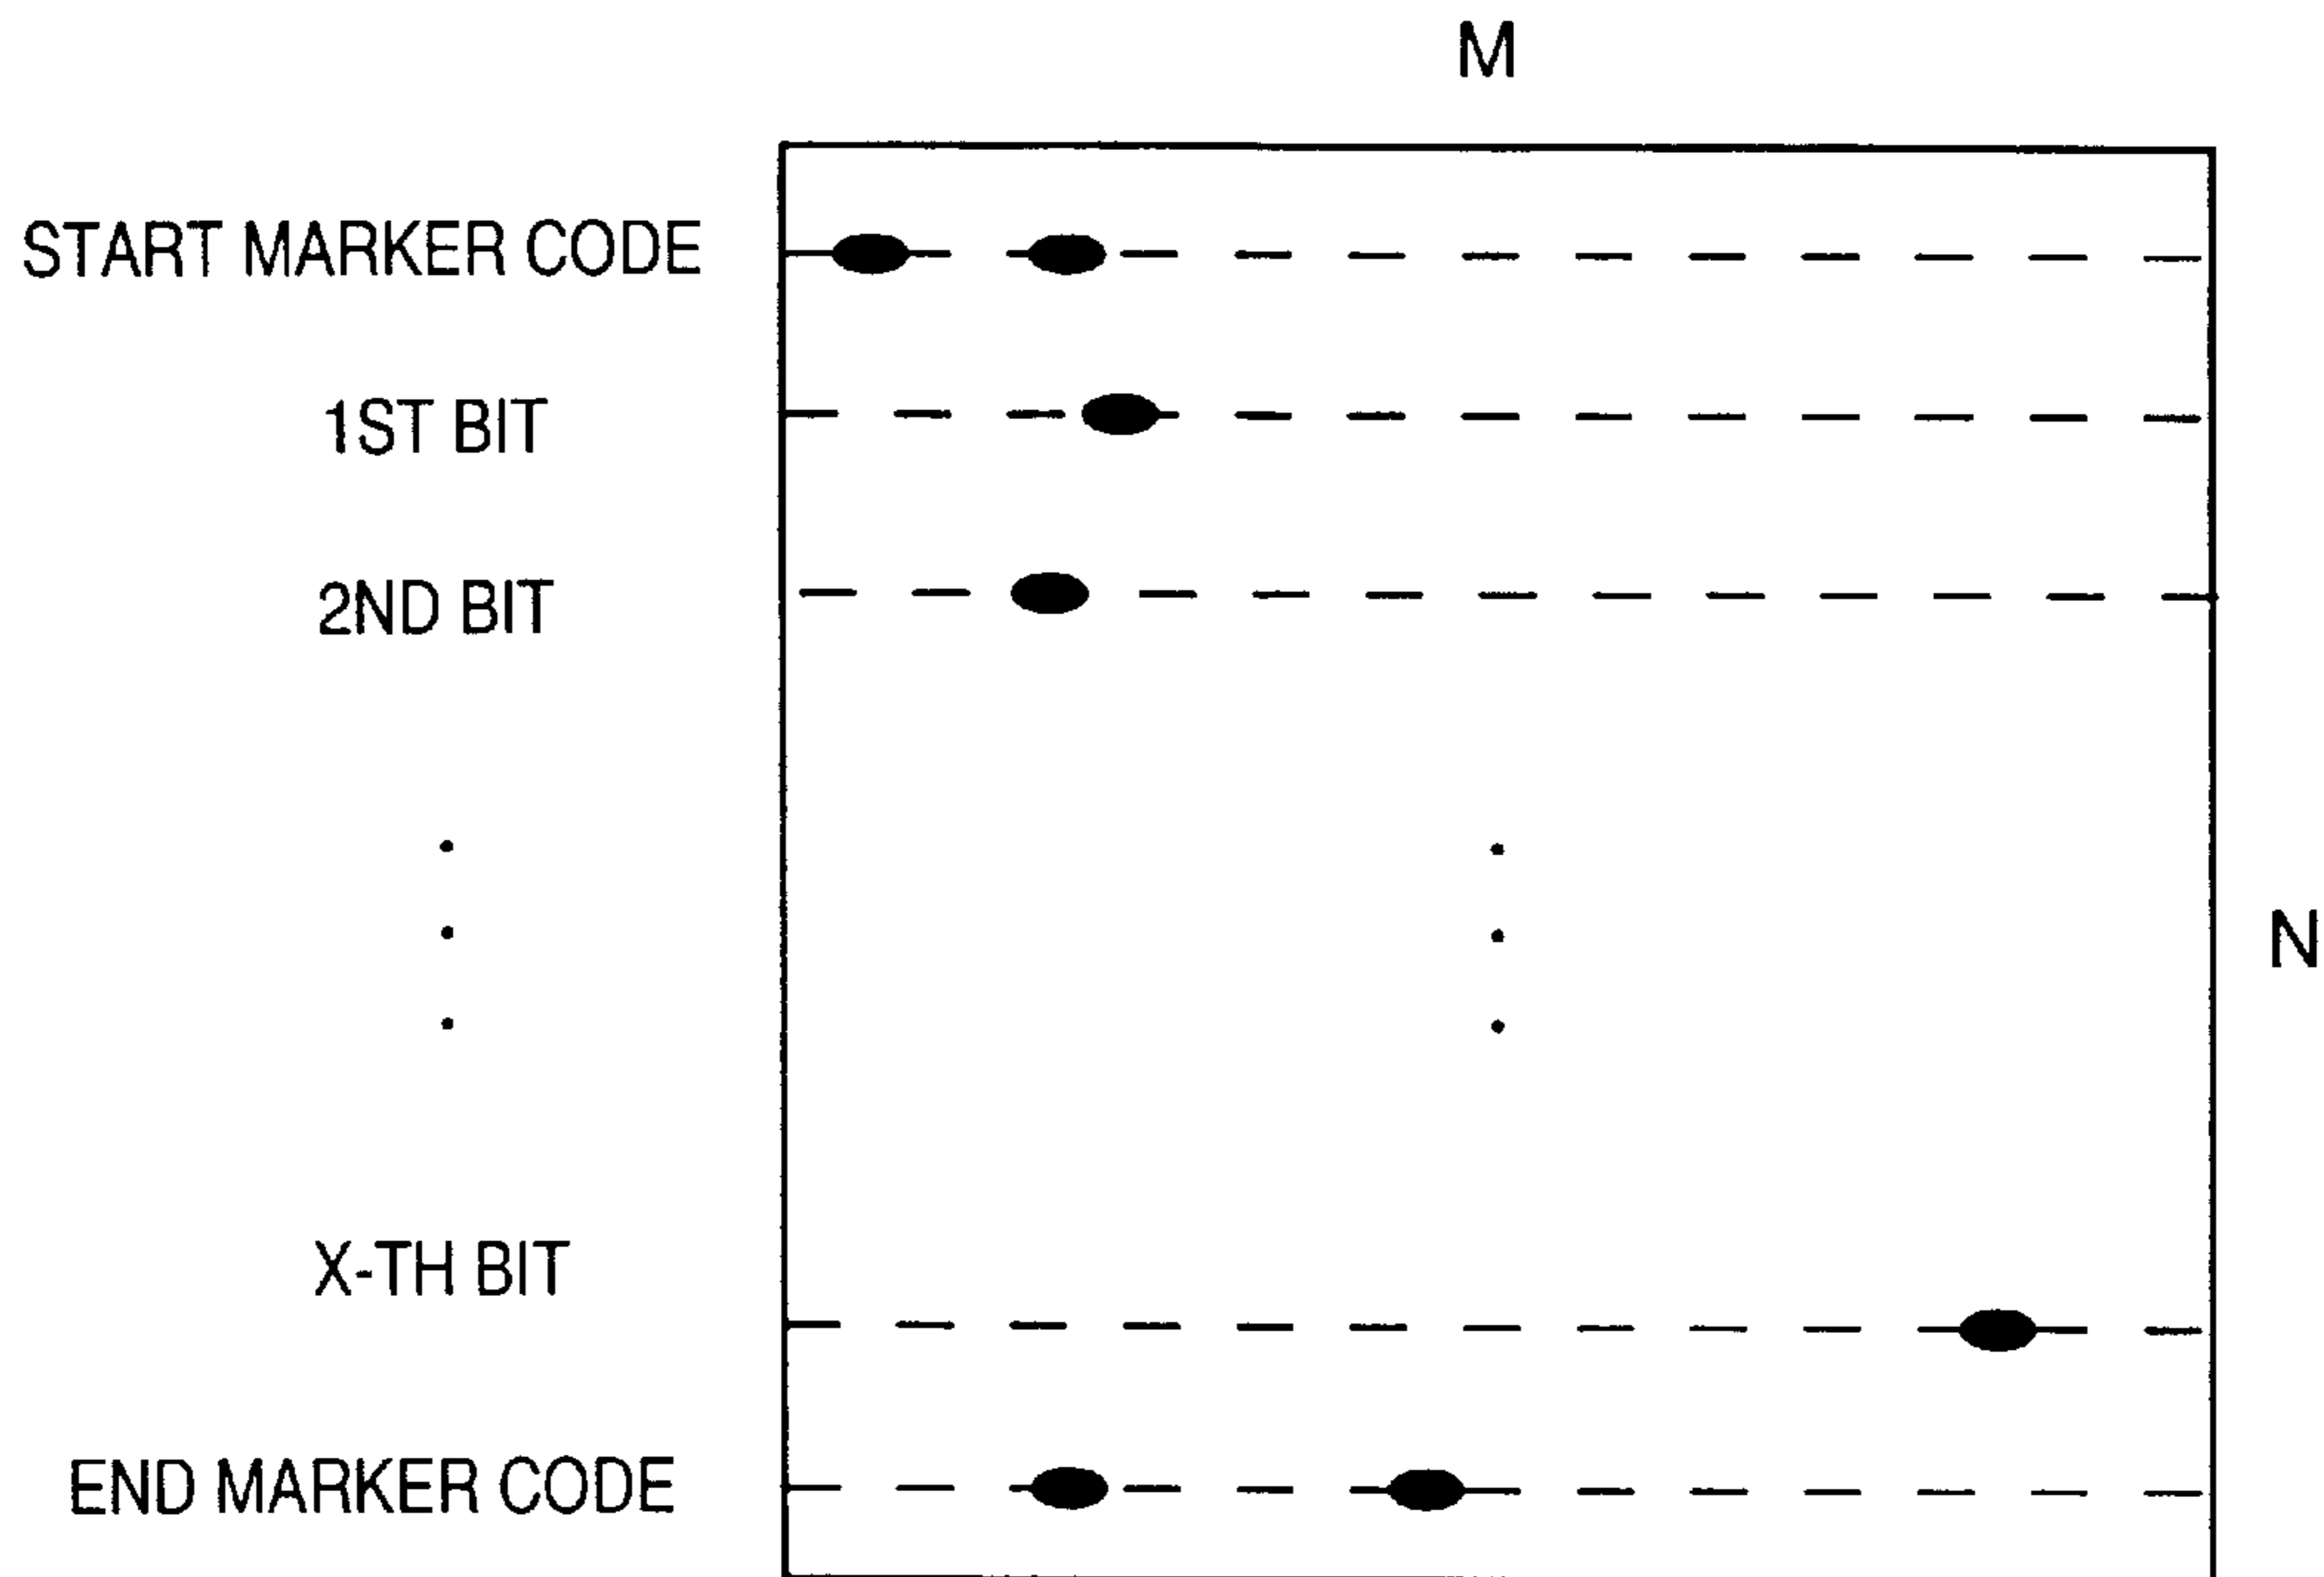 M
START MARKER CODE
1ST BIT
2ND BIT
N
X-TH BIT
END MARKER CODE